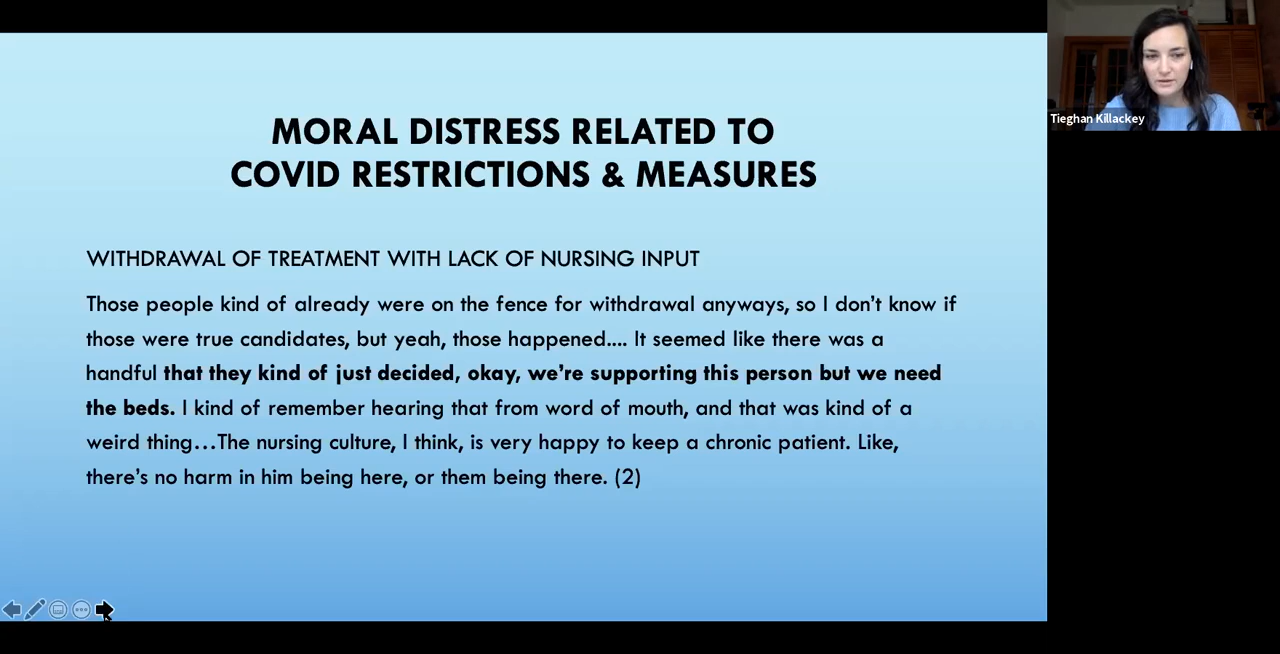 MORAL DISTRESS RELATED TO
COVID RESTRICTIONS & MEASURES
WITHDRAWAL OF TREATMENT WITH LACK OF NURSING INPUT
Those people kind of already were on the fence for withdrawal anyways, so I don’t know if
those were true candidates, but yeah, those happened.... It seemed like there was a
handful that they kind of just decided, okay, we’re supporting this person but we need
the beds. I kind of remember hearing that from word of mouth, and that was kind of a
weird thing…The nursing culture, I think, is very happy to keep a chronic patient. Like,
there’s no harm in him being here, or them being there. (2)
Tieghan Killackey